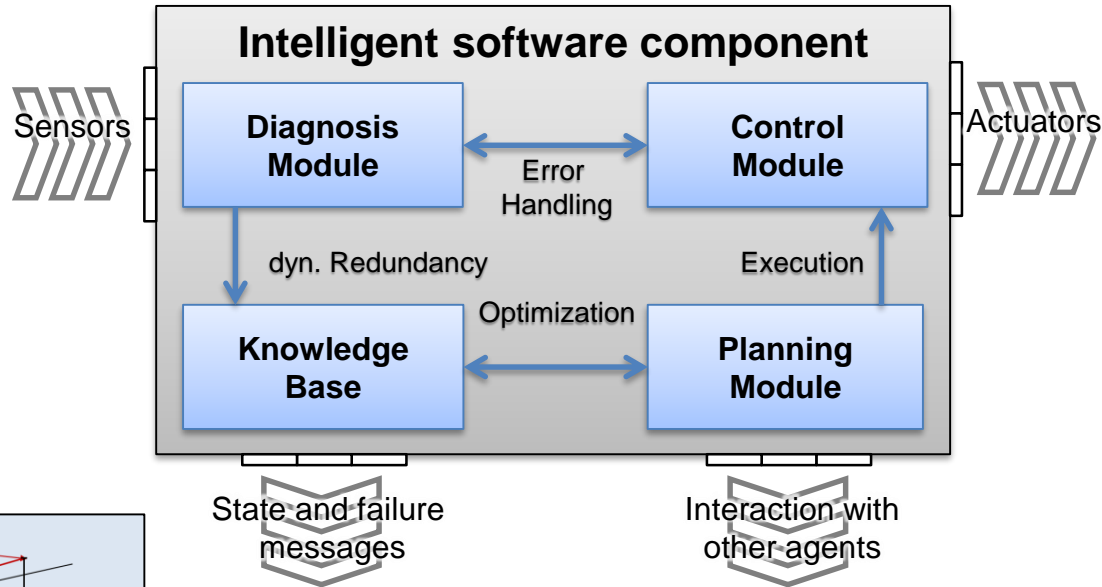 Intelligent software component
Sensors
Diagnosis
Module
Control
Module
Actuators
Error
Handling
dyn. Redundancy
Execution
Optimization
Knowledge
Base
Planning
Module
State and failure
messages
Interaction with
other agents